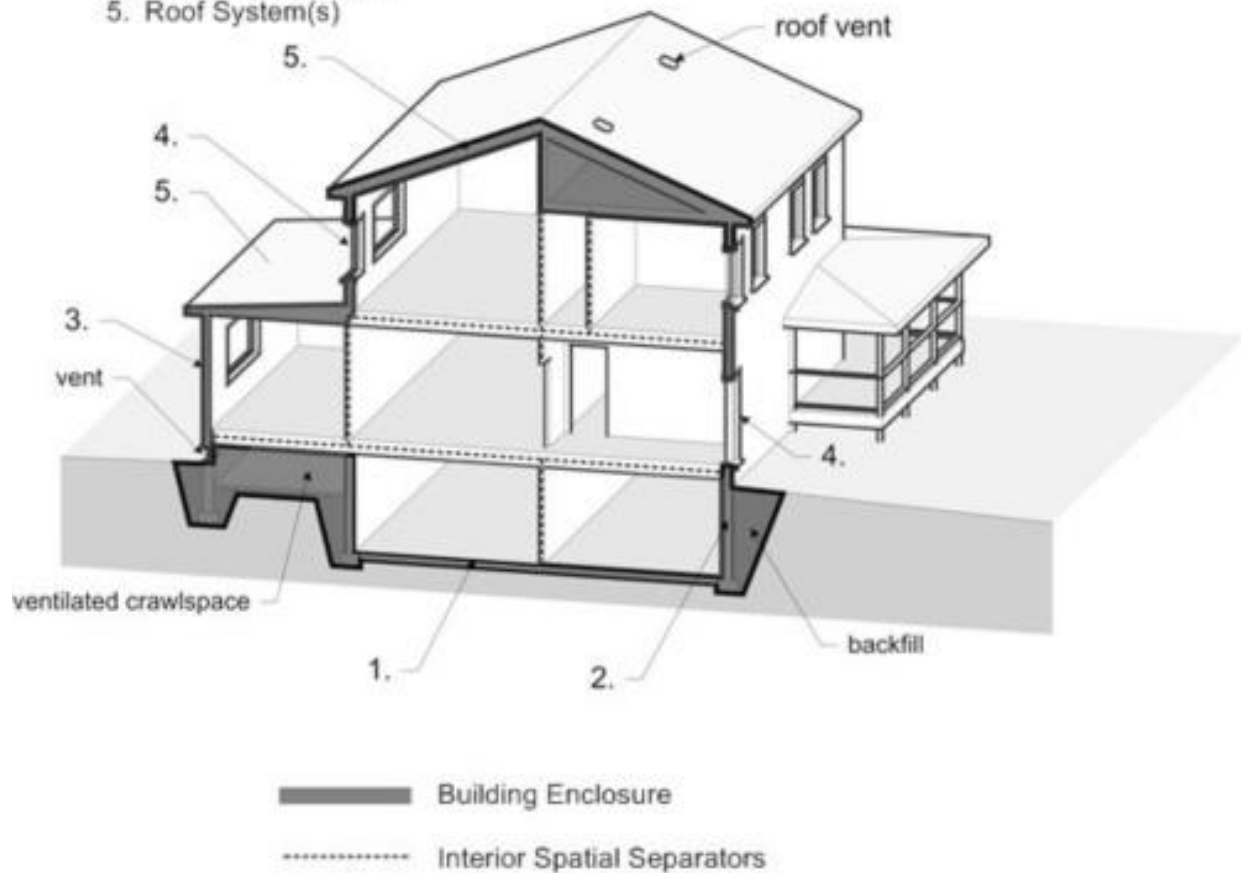 5. Roof System(s)
roof vent
5.
4.
5.
3.
vent
4.
ventilated crawlspace
backfill
1.
2.
Building Enclosure
Interior Spatial Separators